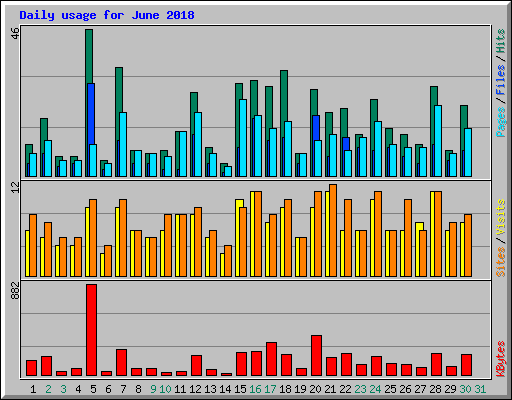 Daily usage for June 2018
46
Pages / Files / Hits
12
Sites / Visits
882
KBytes
1 2 3 4 5 6 7 8 9 10 11 12 13 14 15 16 17 18 19 20 21 22 23 24 25 26 27 28 29 30 31